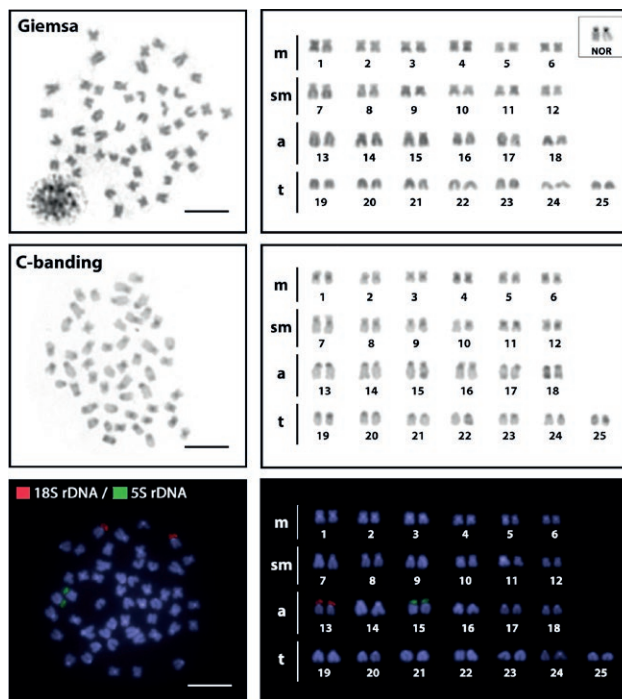 Giemsa
NOR
m
1 2 3 4 5 6
sm
7 8 9 10 11 12
a
13 14 15 16 17 18
t
19 20 21 22 23 24 25
C-banding
m
1 2 3 4 5 6
sm
7 8 9 10 11 12
a
13 14 15 16 17 18
t
19 20 21 22 23 24 25
18S rDNA / 5S rDNA
m
1 2 3 4 5 6
sm
7 8 9 10 11 12
a
13 14 15 16 17 18
t
19 20 21 22 23 24 25